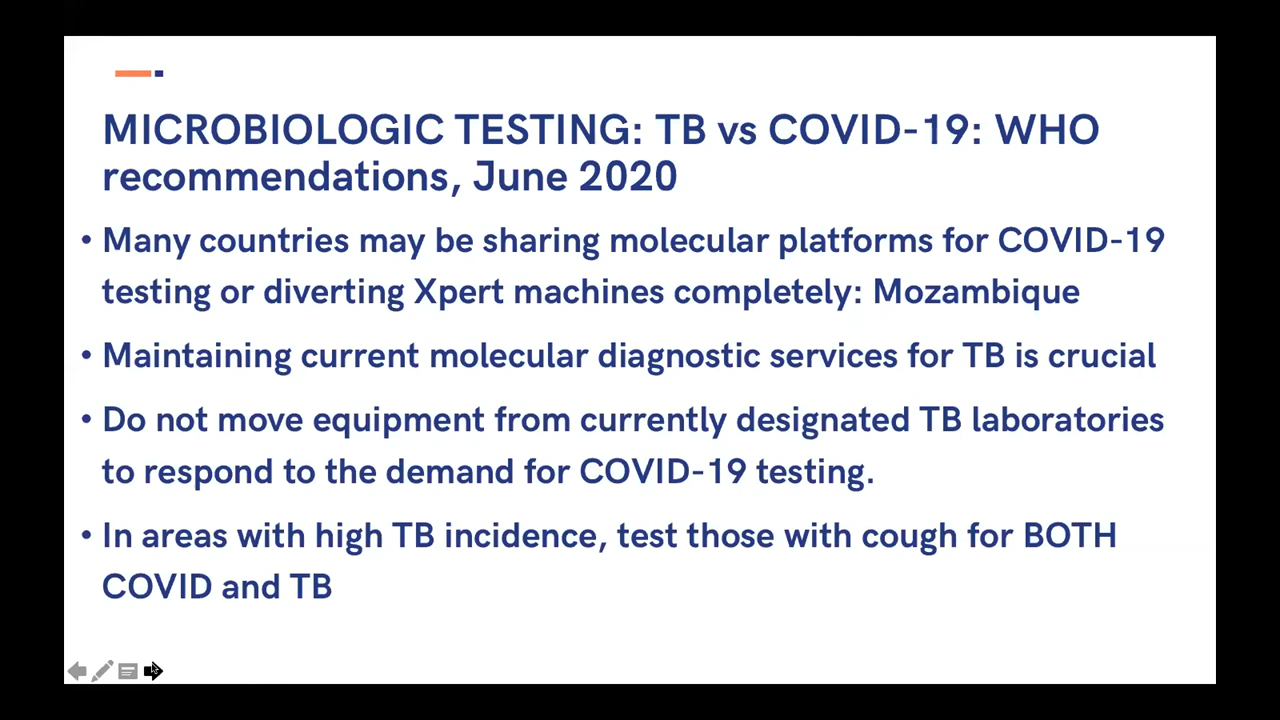 MICROBIOLOGIC TESTING: TB vs COVID-19: WHO
recommendations, June 2020
• Many countries may be sharing molecular platforms for COVID-19
testing or diverting Xpert machines completely: Mozambique
• Maintaining current molecular diagnostic services for TB is crucial
• Do not move equipment from currently designated TB laboratories
to respond to the demand for COVID-19 testing.
• In areas with high TB incidence, test those with cough for BOTH
COVID and TB